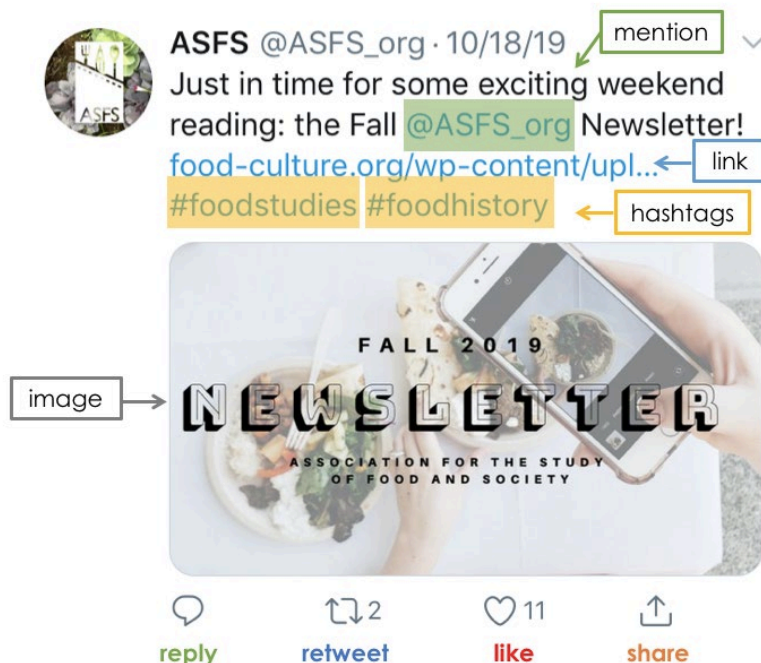 ASFS @ASFS_org · 10/18/19
mention
Just in time for some exciting weekend
reading: the Fall @ASFS_org Newsletter!
food-culture.org/wp-content/upl...
link
#foodstudies #foodhistory
hashtags
ASFS
FALL 2019
image
NEWSLETTER
ASSOCIATION FOR THE STUDY
OF FOOD AND SOCIETY
2
11
reply
retweet
like
share